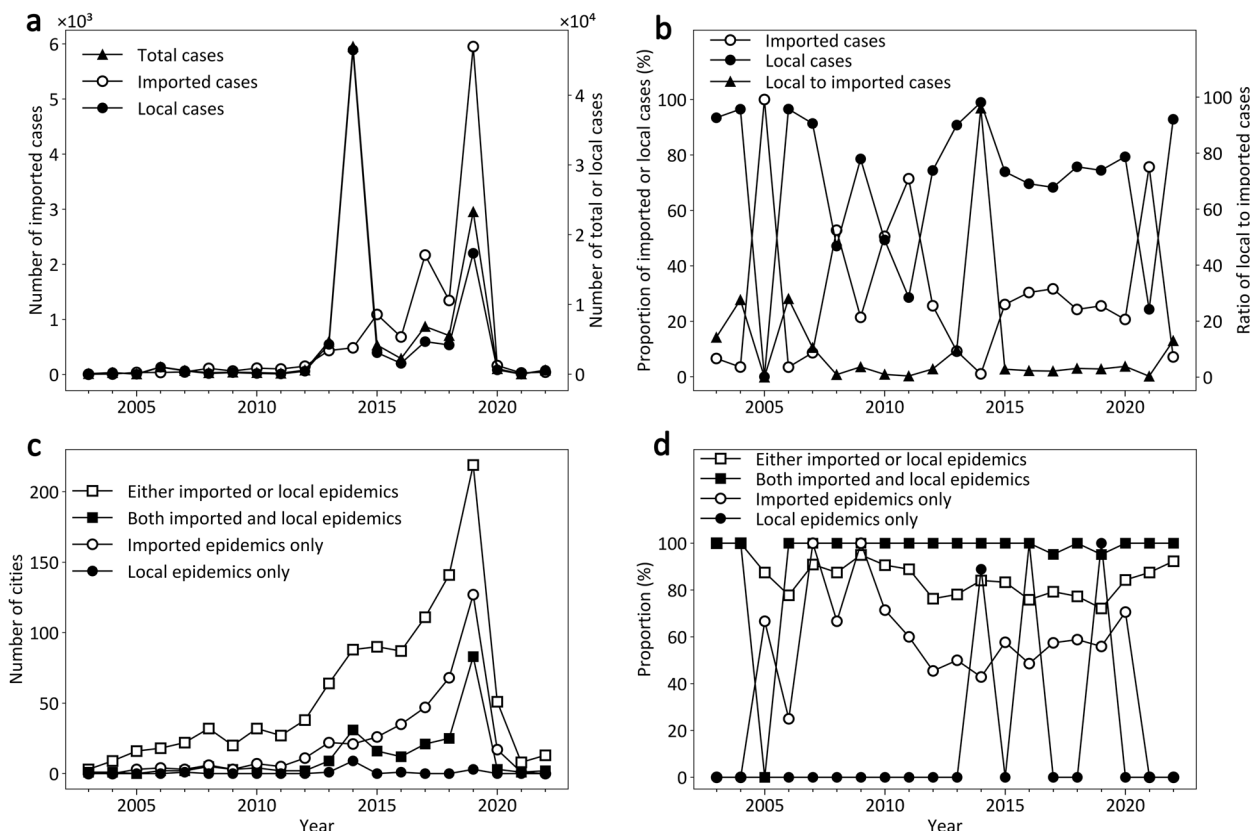 a
×10³
×10⁴
Total cases
Imported cases
Local cases
6
5
4
3
2
1
0
4
3
2
1
0
Number of imported cases
Number of total or local cases
2005
2010
2015
2020
b
Imported cases
Local cases
Local to imported cases
100
80
60
40
20
0
100
80
60
40
20
0
Proportion of imported or local cases (%)
Ratio of local to imported cases
2005
2010
2015
2020
c
Either imported or local epidemics
Both imported and local epidemics
Imported epidemics only
Local epidemics only
200
150
100
50
0
Number of cities
2005
2010
2015
2020
Year
d
Either imported or local epidemics
Both imported and local epidemics
Imported epidemics only
Local epidemics only
100
80
60
40
20
0
Proportion (%)
2005
2010
2015
2020
Year